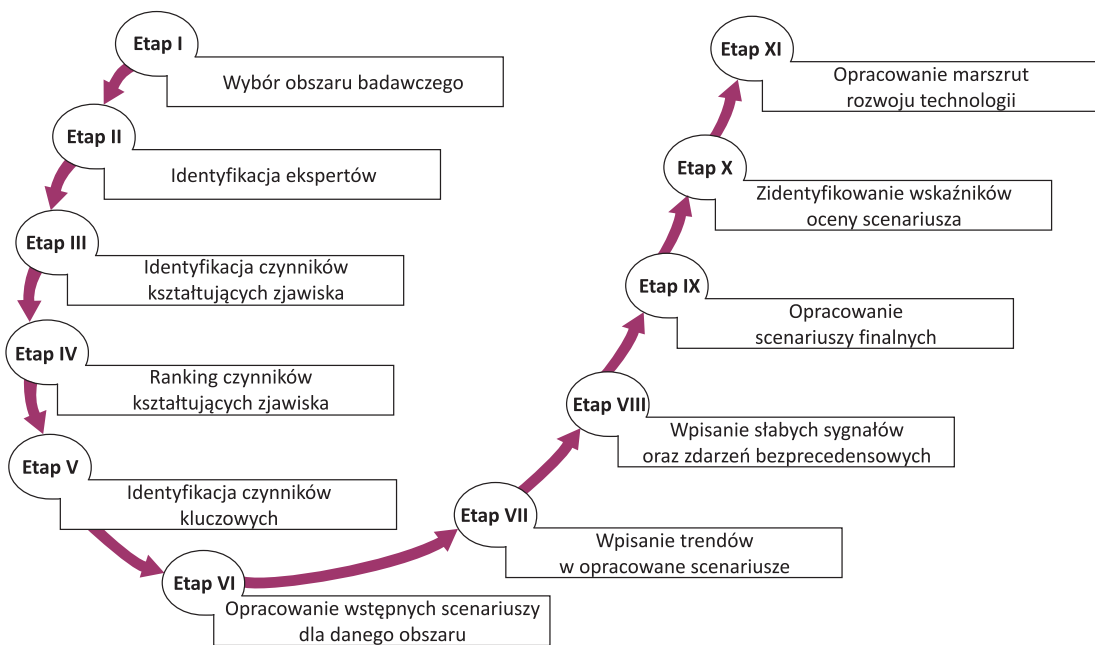 Etap I
Wybór obszaru badawczego
Etap II
Identyfikacja ekspertów
Etap III
Identyfikacja czynników
kształtujących zjawiska
Etap IV
Ranking czynników
kształtujących zjawiska
Etap V
Identyfikacja czynników
kluczowych
Etap VI
Opracowanie wstępnych scenariuszy
dla danego obszaru
Etap VII
Wpisanie trendów
w opracowane scenariusze
Etap VIII
Wpisanie słabych sygnałów
oraz zdarzeń bezprecedensowych
Etap IX
Opracowanie
scenariuszy finalnych
Etap X
Zidentyfikowanie wskaźników
oceny scenariusza
Etap XI
Opracowanie marszrut
rozwoju technologii